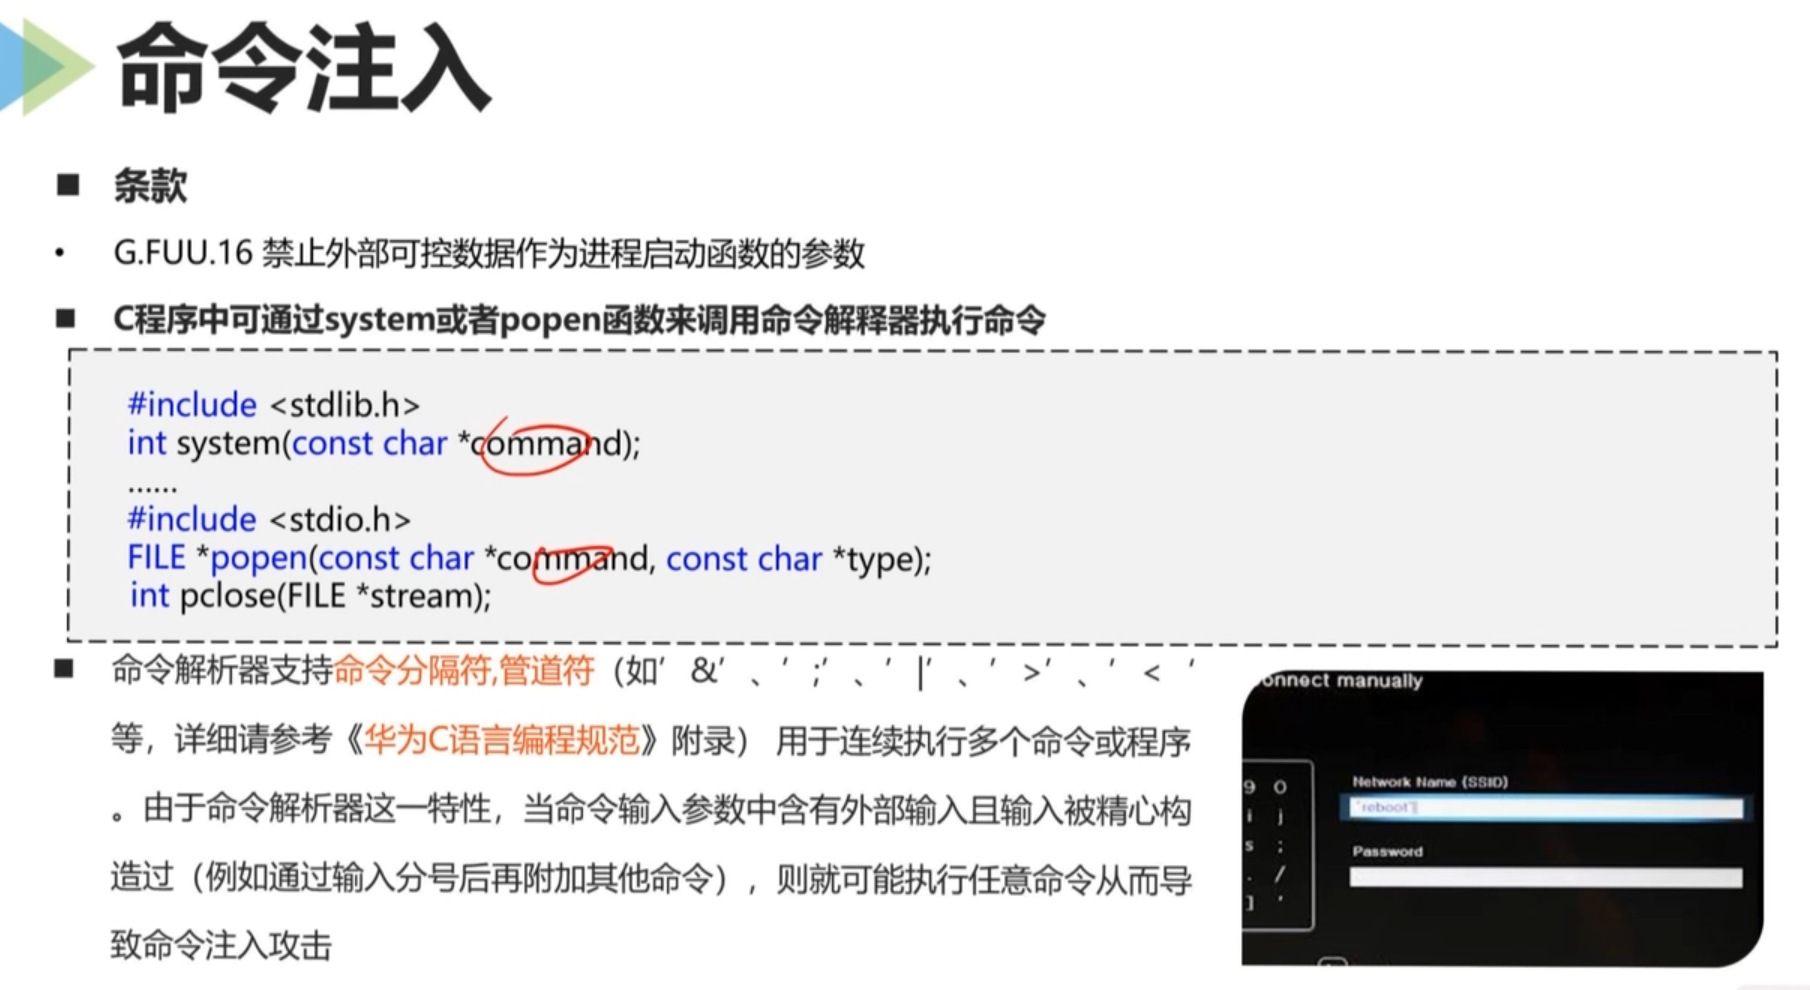 命令注入
■ 条款
• G.FUU.16 禁止外部可控数据作为进程启动函数的参数
■ C程序中可通过system或者popen函数来调用命令解释器执行命令
#include <stdlib.h>
int system(const char *command);
......
#include <stdio.h>
FILE *popen(const char *command, const char *type);
int pclose(FILE *stream);
■ 命令解析器支持命令分隔符,管道符（如’ &’ 、 ’ ;’ 、 ‘ |’ 、 ’ >’ 、 ‘ < ‘
等，详细请参考《华为C语言编程规范》附录） 用于连续执行多个命令或程序
。由于命令解析器这一特性，当命令输入参数中含有外部输入且输入被精心构
造过（例如通过输入分号后再附加其他命令），则就可能执行任意命令从而导
致命令注入攻击
onnect manually
9 0
i j
s ;
. /
] '
Network Name (SSID)
`reboot`
Password